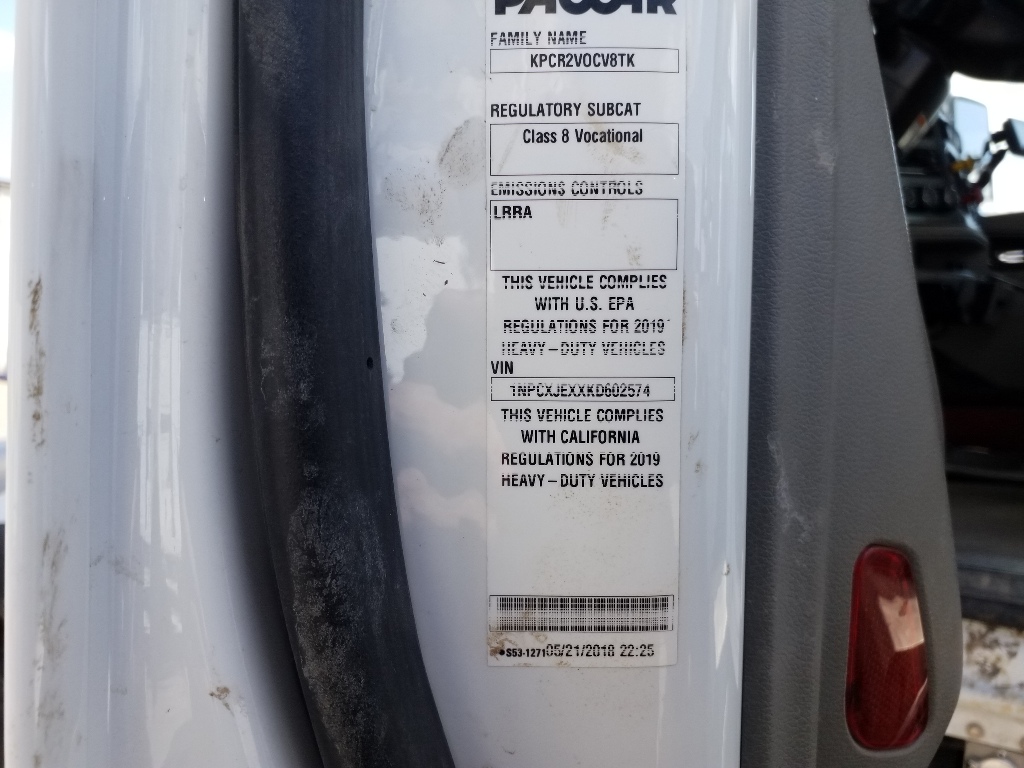 PACCAR
FAMILY NAME
KPCR2VOCV8TK
REGULATORY SUBCAT
Class 8 Vocational
EMISSIONS CONTROLS
LRRA
THIS VEHICLE COMPLIES
WITH U.S. EPA
REGULATIONS FOR 2019
HEAVY-DUTY VEHICLES
VIN
1NPCXJEXXKD602574
THIS VEHICLE COMPLIES
WITH CALIFORNIA
REGULATIONS FOR 2019
HEAVY-DUTY VEHICLES
●S53-1271 05/21/2018 22:25